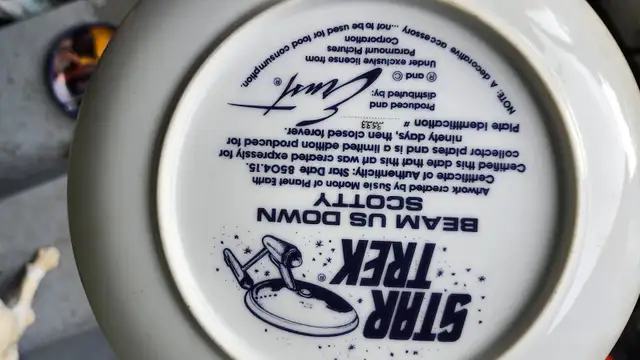 STAR
TREK®
BEAM US DOWN
SCOTTY
Artwork created by Susie Morton of Planet Earth
Certificate of Authenticity: Star Date 8504.15.
Certified this date that this art was created expressly for
collector plates and is a limited edition produced for
ninety days, then closed forever.
Plate Identification #
Produced and
distributed by:
Ernst®
® and ©
Under exclusive license from
Paramount Pictures
Corporation
NOTE: A decorative accessory ...not to be used for food consumption.